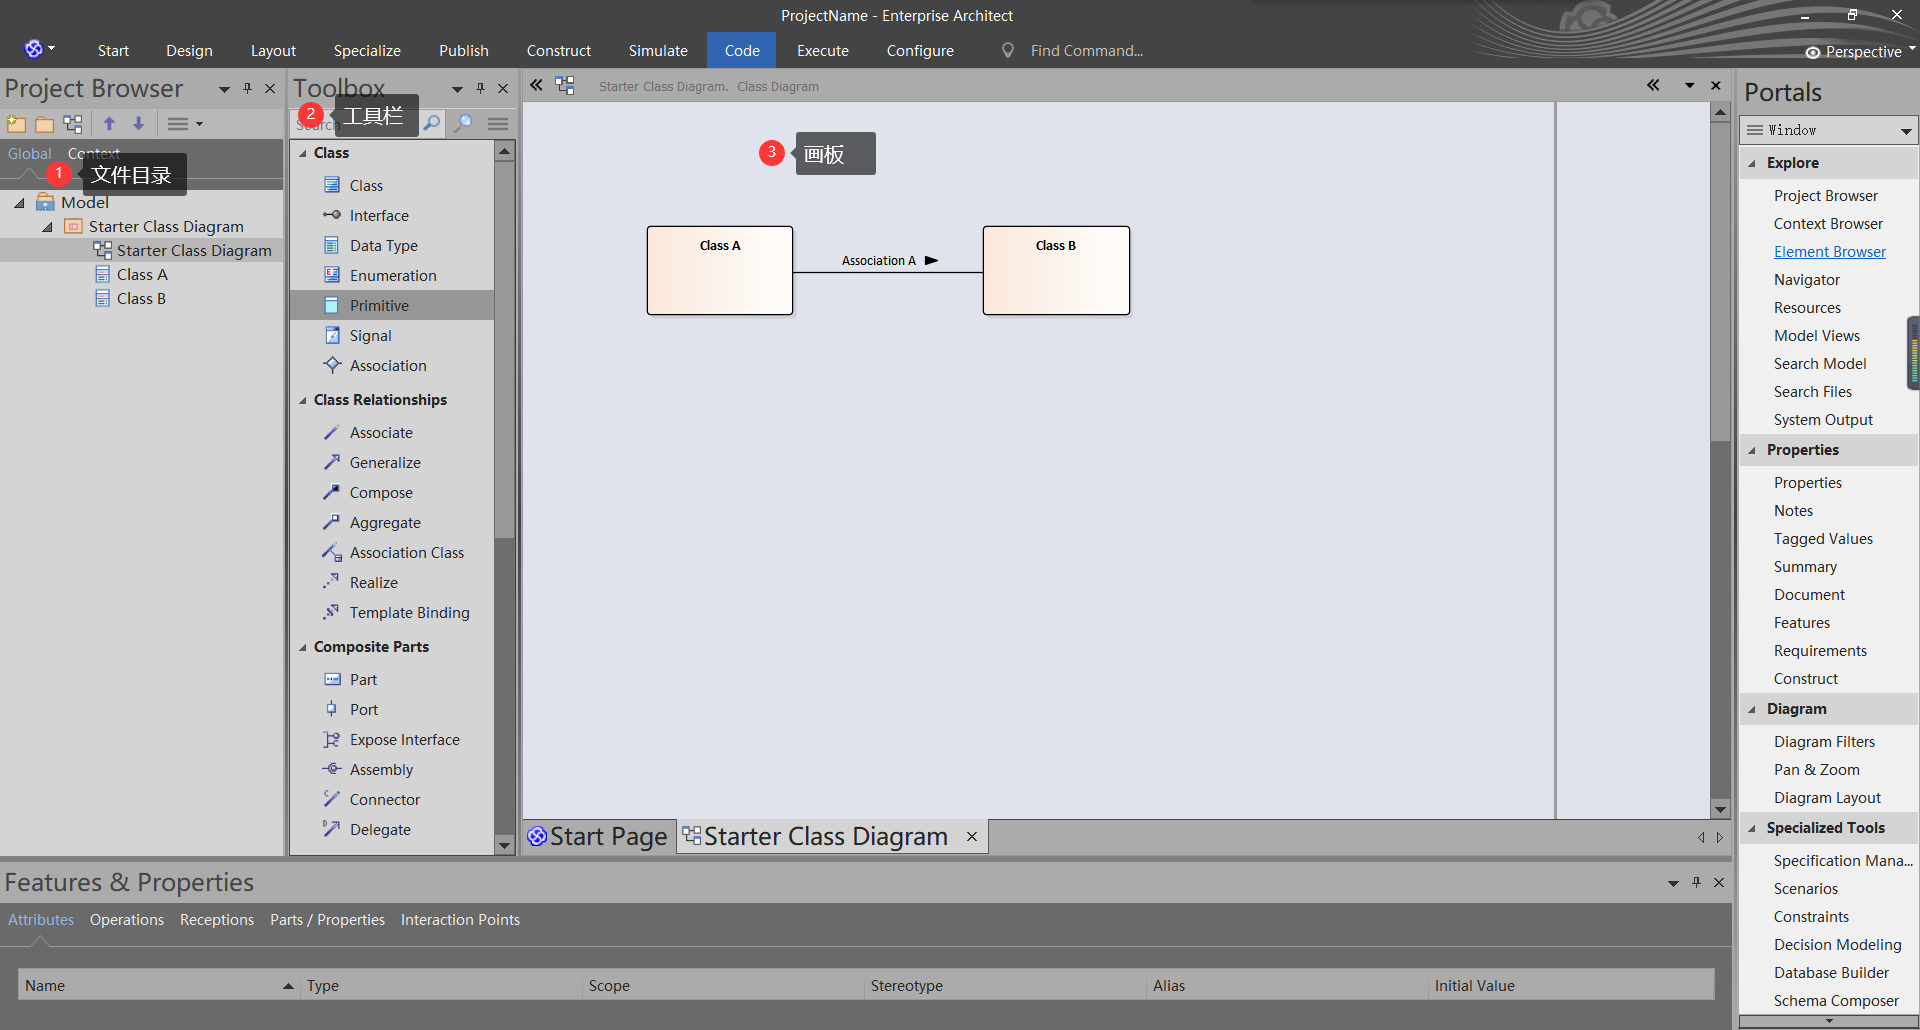 ProjectName - Enterprise Architect
Start Design Layout Specialize Publish Construct Simulate Code Execute Configure Find Command... Perspective
Project Browser
Global Context
1 文件目录
Model
Starter Class Diagram
Starter Class Diagram
Class A
Class B
Toolbox
Search
2 工具栏
Class
Class
Interface
Data Type
Enumeration
Primitive
Signal
Association
Class Relationships
Associate
Generalize
Compose
Aggregate
Association Class
Realize
Template Binding
Composite Parts
Part
Port
Expose Interface
Assembly
Connector
Delegate
Starter Class Diagram. Class Diagram
3 画板
Class A
Association A
Class B
Start Page
Starter Class Diagram
Portals
Window
Explore
Project Browser
Context Browser
Element Browser
Navigator
Resources
Model Views
Search Model
Search Files
System Output
Properties
Properties
Notes
Tagged Values
Summary
Document
Features
Requirements
Construct
Diagram
Diagram Filters
Pan & Zoom
Diagram Layout
Specialized Tools
Specification Mana...
Scenarios
Constraints
Decision Modeling
Database Builder
Schema Composer
Features & Properties
Attributes Operations Receptions Parts / Properties Interaction Points
Name Type Scope Stereotype Alias Initial Value